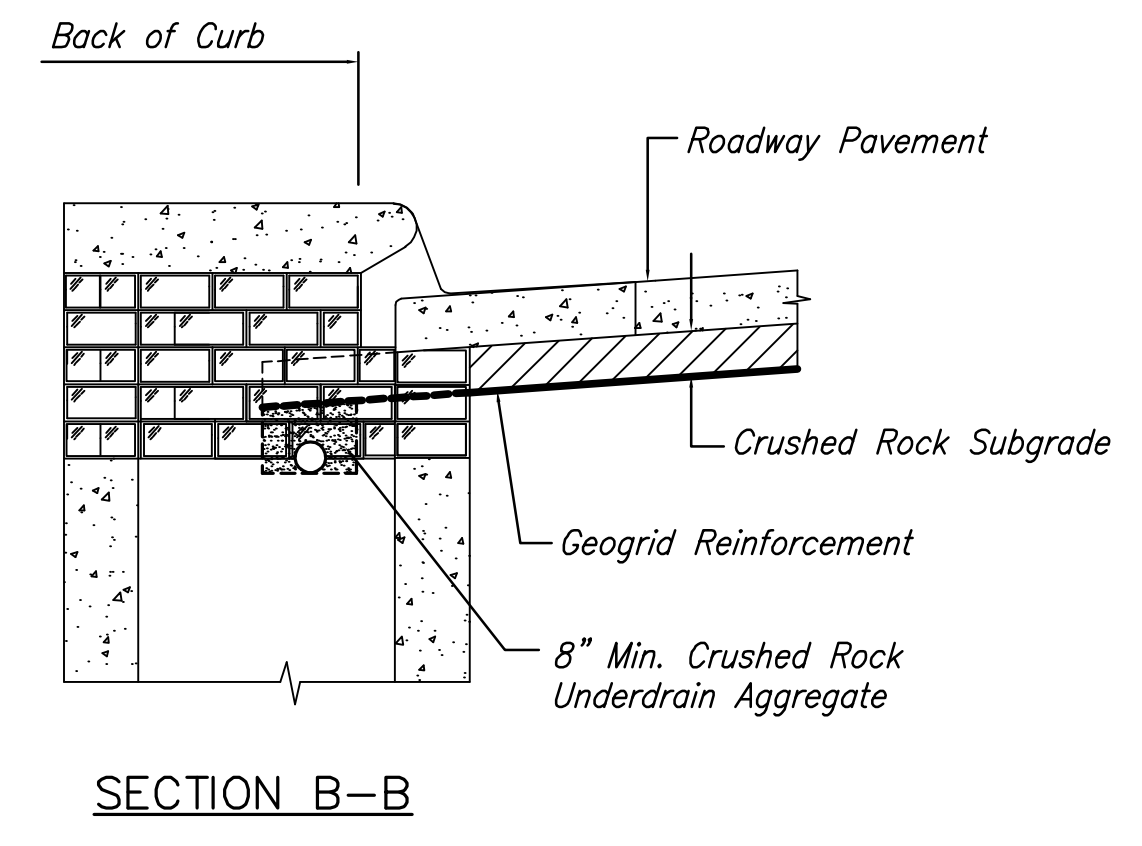 Back of Curb
Roadway Pavement
Crushed Rock Subgrade
Geogrid Reinforcement
8" Min. Crushed Rock
Underdrain Aggregate
SECTION B-B